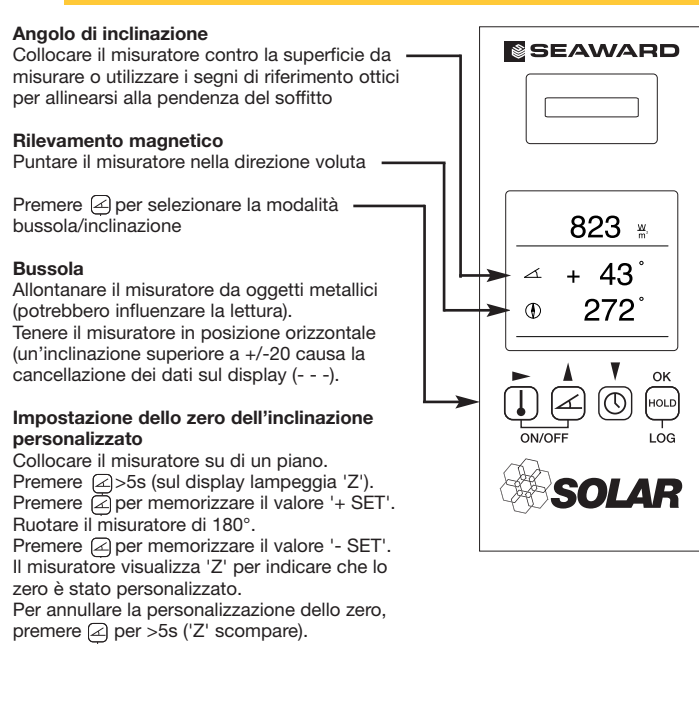 Angolo di inclinazione
Collocare il misuratore contro la superficie da
misurare o utilizzare i segni di riferimento ottici
per allinearsi alla pendenza del soffitto
Rilevamento magnetico
Puntare il misuratore nella direzione voluta
Premere per selezionare la modalità
bussola/inclinazione
Bussola
Allontanare il misuratore da oggetti metallici
(potrebbero influenzare la lettura).
Tenere il misuratore in posizione orizzontale
(un'inclinazione superiore a +/-20 causa la
cancellazione dei dati sul display (- - -).
Impostazione dello zero dell'inclinazione
personalizzato
Collocare il misuratore su di un piano.
Premere >5s (sul display lampeggia 'Z').
Premere per memorizzare il valore '+ SET'.
Ruotare il misuratore di 180°.
Premere per memorizzare il valore '- SET'.
Il misuratore visualizza 'Z' per indicare che lo
zero è stato personalizzato.
Per annullare la personalizzazione dello zero,
premere per >5s ('Z' scompare).
SEAWARD
823 W/m²
+ 43°
272°
OK
HOLD
ON/OFF
LOG
SOLAR